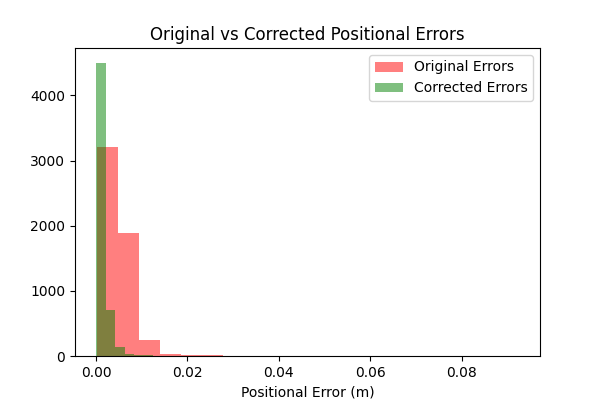 Original vs Corrected Positional Errors
Original Errors
Corrected Errors
4000
3000
2000
1000
0
0.00 0.02 0.04 0.06 0.08
Positional Error (m)